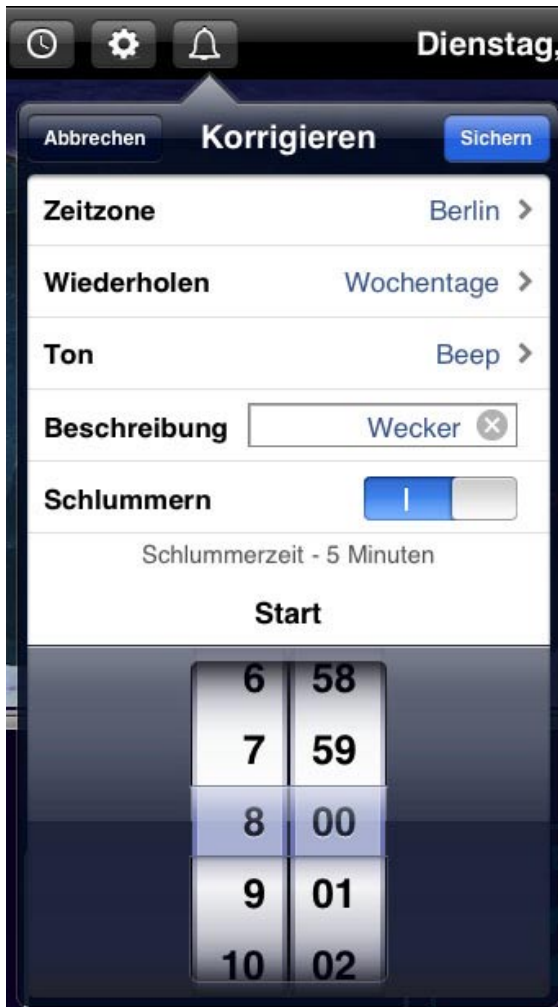 Dienstag,
Abbrechen Korrigieren Sichern
Zeitzone Berlin
Wiederholen Wochentage
Ton Beep
Beschreibung Wecker
Schlummern
Schlummerzeit - 5 Minuten
Start
6 58
7 59
8 00
9 01
10 02